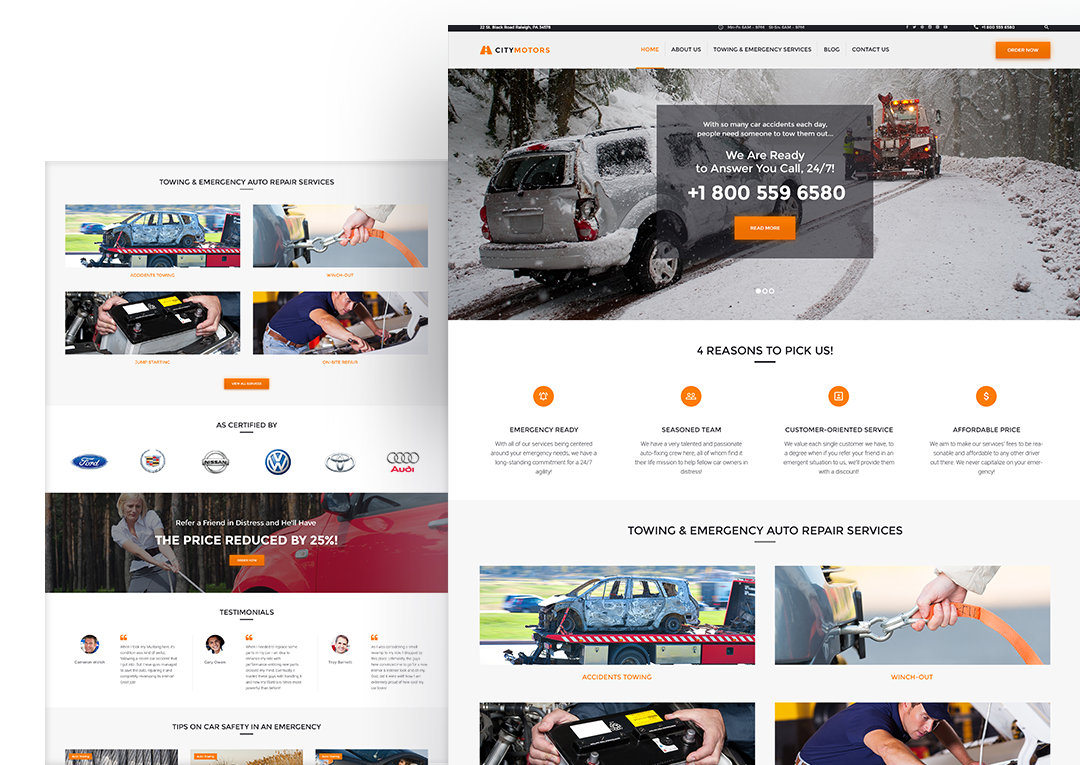 22 St. Black Road Raleigh, PA 34579
Mn-Fr: 6AM - 9PM St-Sn: 6AM - 9PM
+1 800 559 6580
CITYMOTORS
HOME
ABOUT US
TOWING & EMERGENCY SERVICES
BLOG
CONTACT US
ORDER NOW
With so many car accidents each day,
people need someone to tow them out...
We Are Ready
to Answer You Call, 24/7!
+1 800 559 6580
READ MORE
4 REASONS TO PICK US!
EMERGENCY READY
With all of our services being centered
around your emergency needs, we have a
long-standing commitment for a 24/7
agility!
SEASONED TEAM
We have a very talented and passionate
auto-fixing crew here, all of whom find it
their life mission to help fellow car owners in
distress!
CUSTOMER-ORIENTED SERVICE
We value each single customer we have, to
a degree when if you refer your friend in an
emergent situation to us, we'll provide them
with a discount!
AFFORDABLE PRICE
We aim to make our services' fees to be rea-
sonable and affordable to any other driver
out there. We never capitalize on your emer-
gency!
TOWING & EMERGENCY AUTO REPAIR SERVICES
ACCIDENTS TOWING
WINCH-OUT
TOWING & EMERGENCY AUTO REPAIR SERVICES
ACCIDENTS TOWING
WINCH-OUT
JUMP STARTING
ON-SITE REPAIR
VIEW ALL SERVICES
AS CERTIFIED BY
Ford
NISSAN
Audi
Refer a Friend in Distress and He'll Have
THE PRICE REDUCED BY 25%!
ORDER NOW
TESTIMONIALS
Cameron Walsh
Gary Owen
Troy Barnett
TIPS ON CAR SAFETY IN AN EMERGENCY